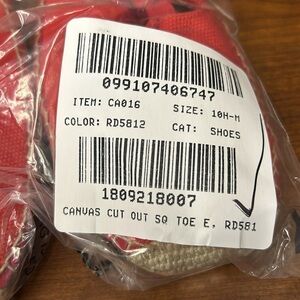 099107406747
ITEM: CA016 SIZE: 10H-M
COLOR: RD5812 CAT: SHOES
1809218007
CANVAS CUT OUT SQ TOE E, RD581